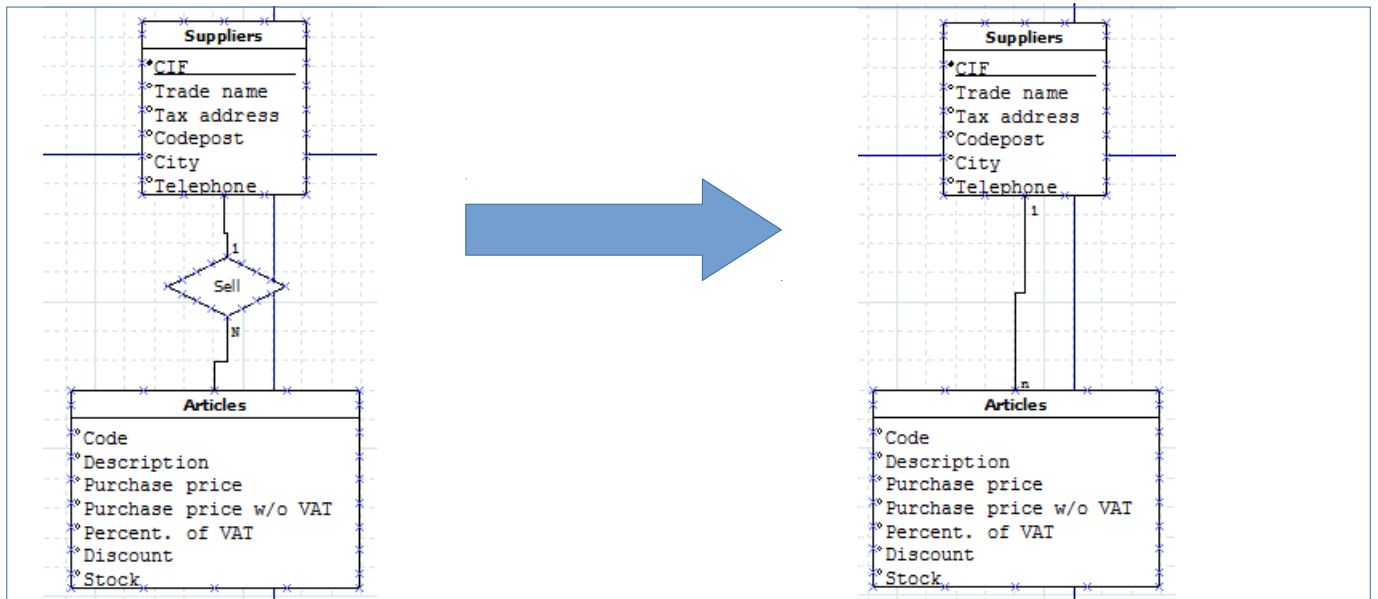 Suppliers
CIF
Trade name
Tax address
Codepost
City
Telephone
1
Sell
N
Articles
Code
Description
Purchase price
Purchase price w/o VAT
Percent. of VAT
Discount
Stock
Suppliers
CIF
Trade name
Tax address
Codepost
City
Telephone
1
n
Articles
Code
Description
Purchase price
Purchase price w/o VAT
Percent. of VAT
Discount
Stock